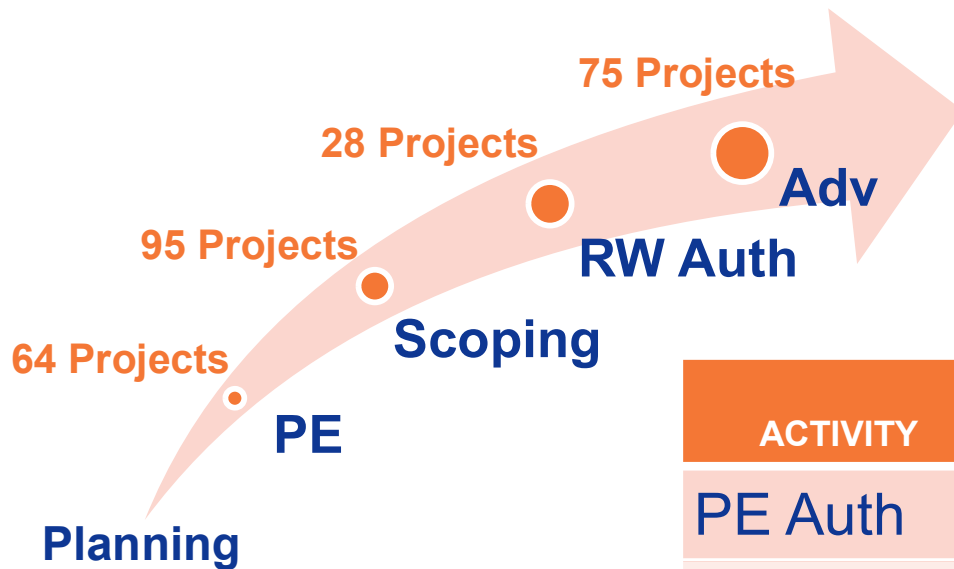 75 Projects
28 Projects
Adv
95 Projects
RW Auth
64 Projects
Scoping
PE
Planning
ACTIVITY
PE Auth